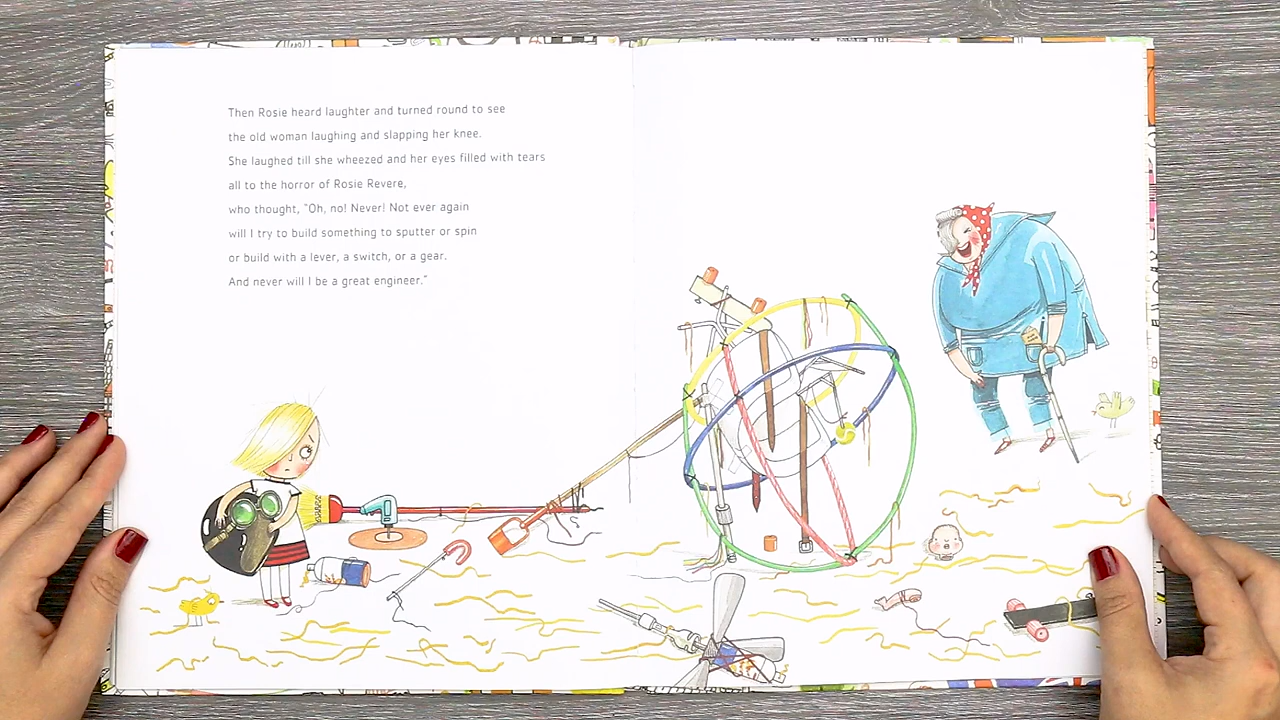 Then Rosie heard laughter and turned round to see
the old woman laughing and slapping her knee.
She laughed till she wheezed and her eyes filled with tears
all to the horror of Rosie Revere,
who thought, "Oh, no! Never! Not ever again
will I try to build something to sputter or spin
or build with a lever, a switch, or a gear.
And never will I be a great engineer."